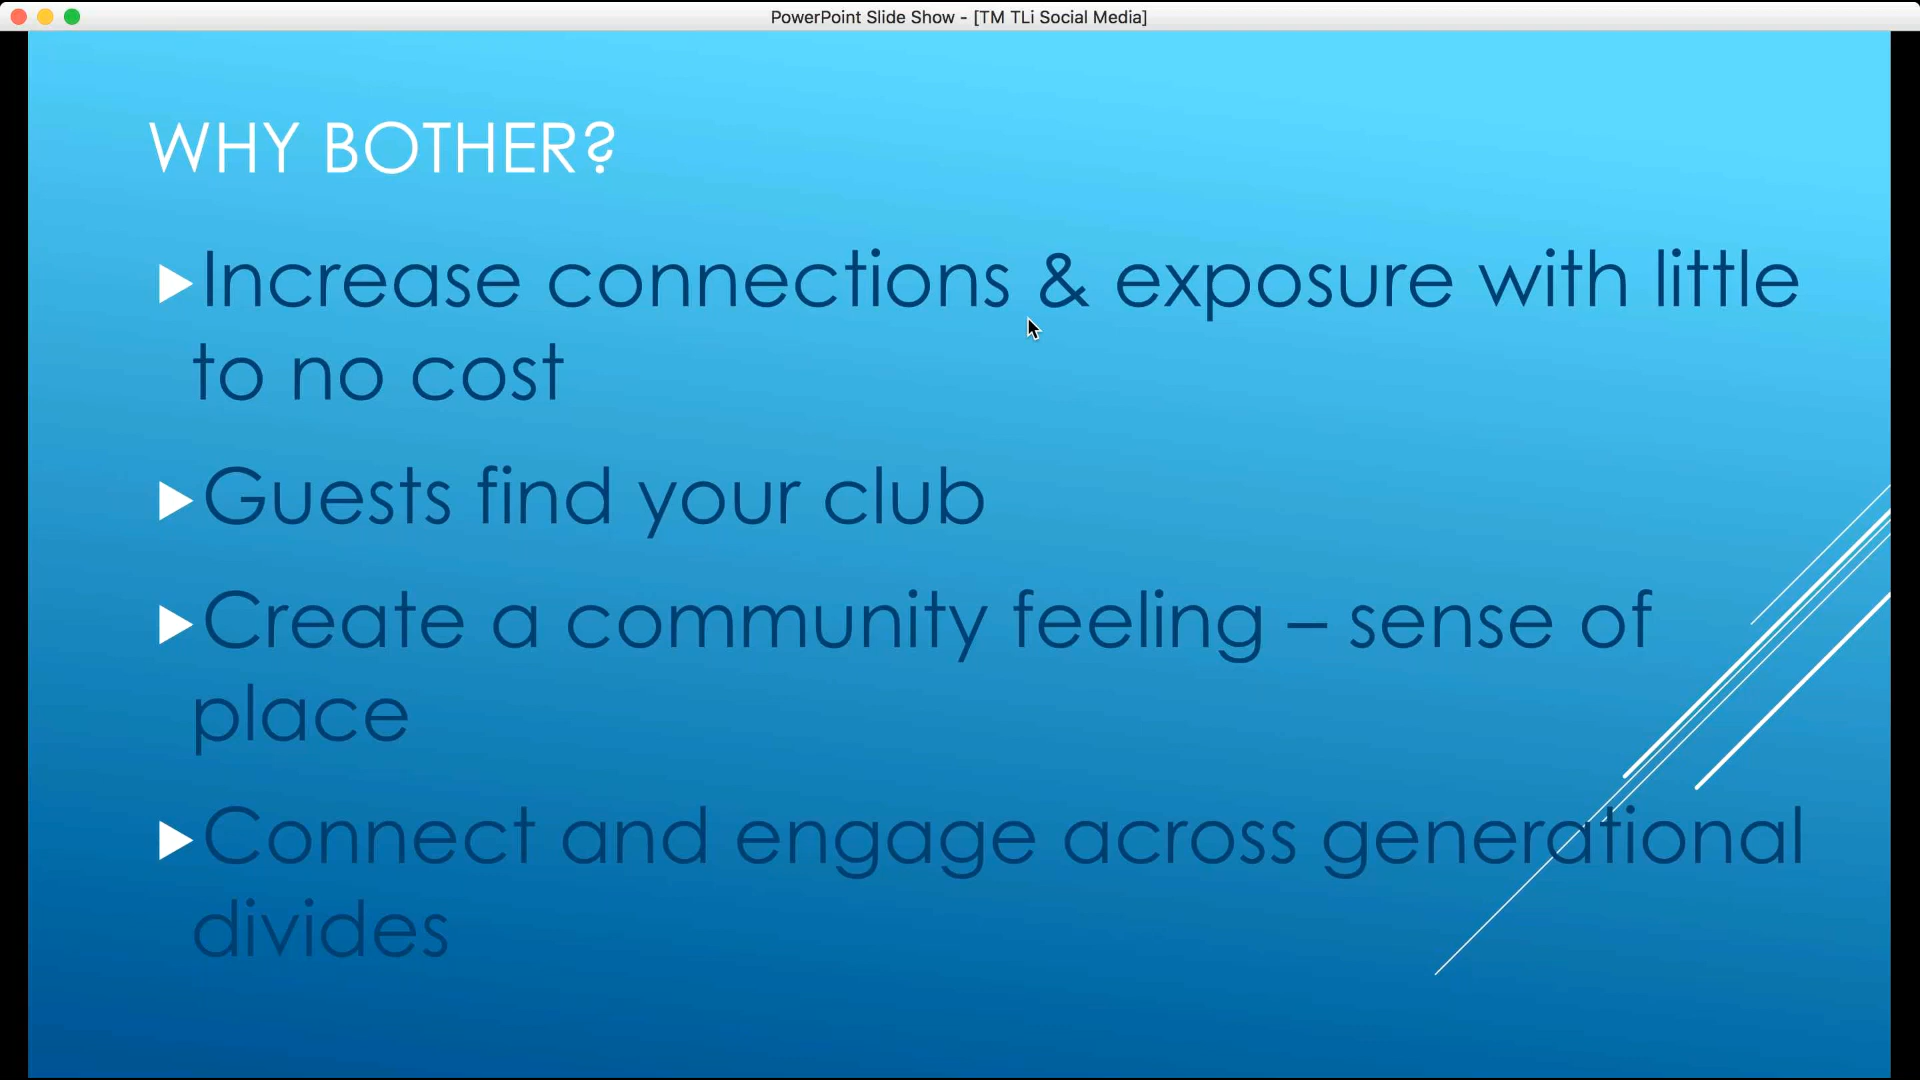 PowerPoint Slide Show - [TM TLi Social Media]
WHY BOTHER?
Increase connections & exposure with little
to no cost
Guests find your club
Create a community feeling – sense of
place
Connect and engage across generational
divides